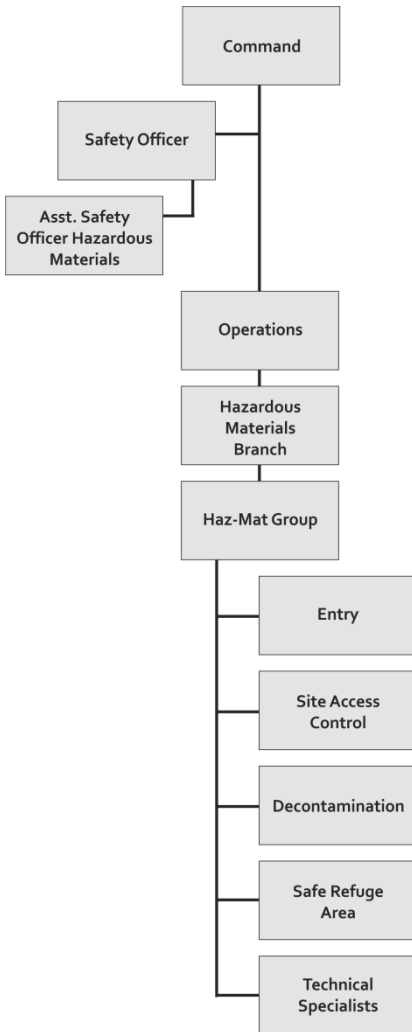 Command
Safety Officer
Asst. Safety
Officer Hazardous
Materials
Operations
Hazardous
Materials
Branch
Haz-Mat Group
Entry
Site Access
Control
Decontamination
Safe Refuge
Area
Technical
Specialists